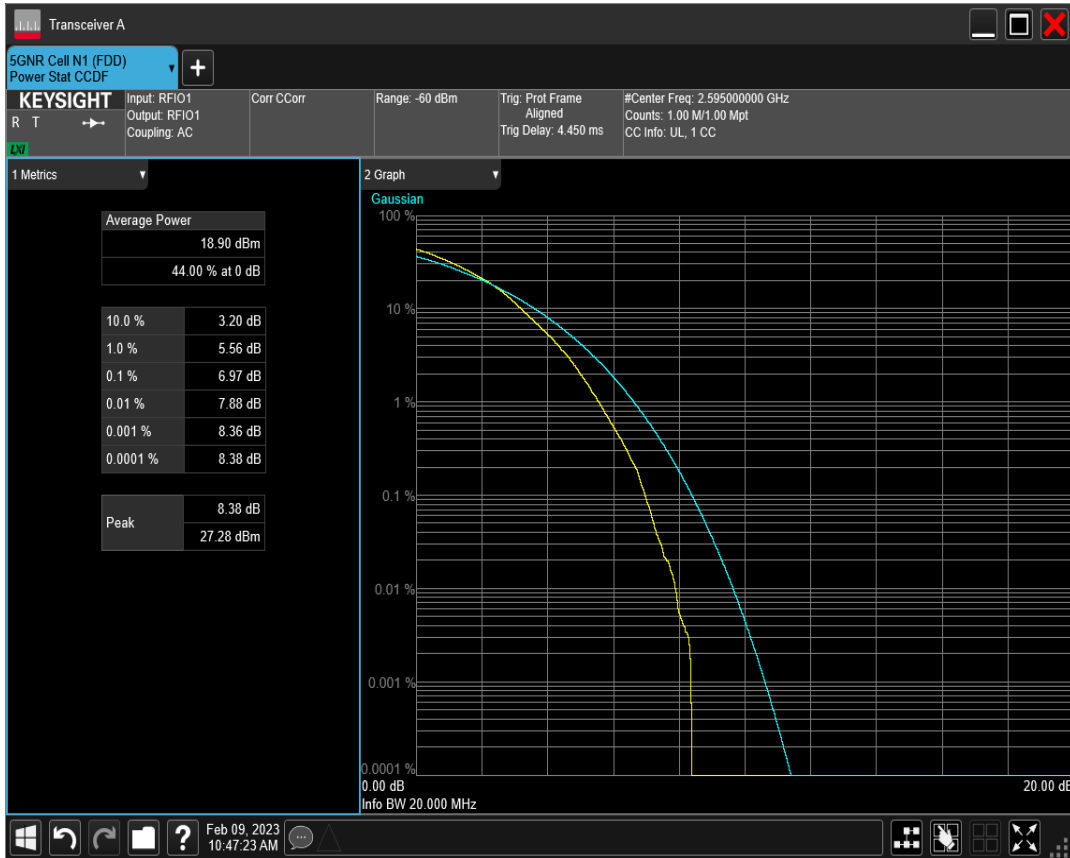 Transceiver A
5GNR Cell N1 (FDD)
Power Stat CCDF
+
KEYSIGHT
R T
LXI
Input: RFIO1
Output: RFIO1
Coupling: AC
Corr CCorr
Range: -60 dBm
Trig: Prot Frame
Aligned
Trig Delay: 4.450 ms
#Center Freq: 2.595000000 GHz
Counts: 1.00 M/1.00 Mpt
CC Info: UL, 1 CC
1 Metrics
Average Power
18.90 dBm
44.00 % at 0 dB
10.0 % 3.20 dB
1.0 % 5.56 dB
0.1 % 6.97 dB
0.01 % 7.88 dB
0.001 % 8.36 dB
0.0001 % 8.38 dB
Peak
8.38 dB
27.28 dBm
2 Graph
Gaussian
100 %
10 %
1 %
0.1 %
0.01 %
0.001 %
0.0001 %
0.00 dB 20.00 dB
Info BW 20.000 MHz
?
Feb 09, 2023
10:47:23 AM